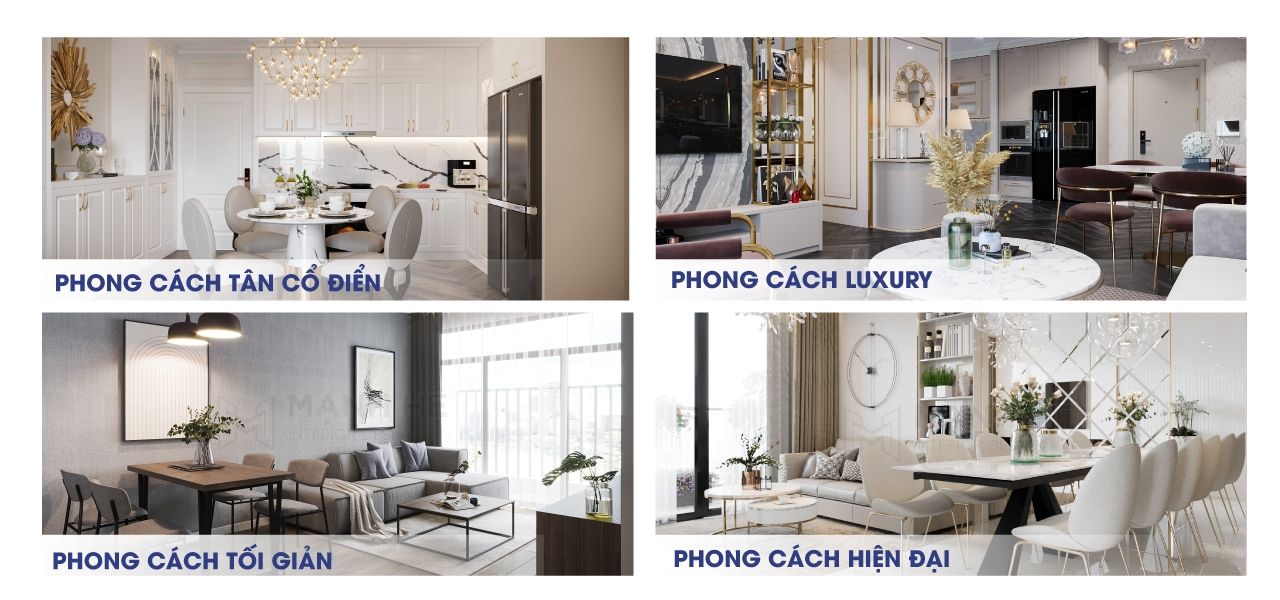 PHONG CÁCH TÂN CỔ ĐIỂN
PHONG CÁCH LUXURY
PHONG CÁCH TỐI GIẢN
PHONG CÁCH HIỆN ĐẠI